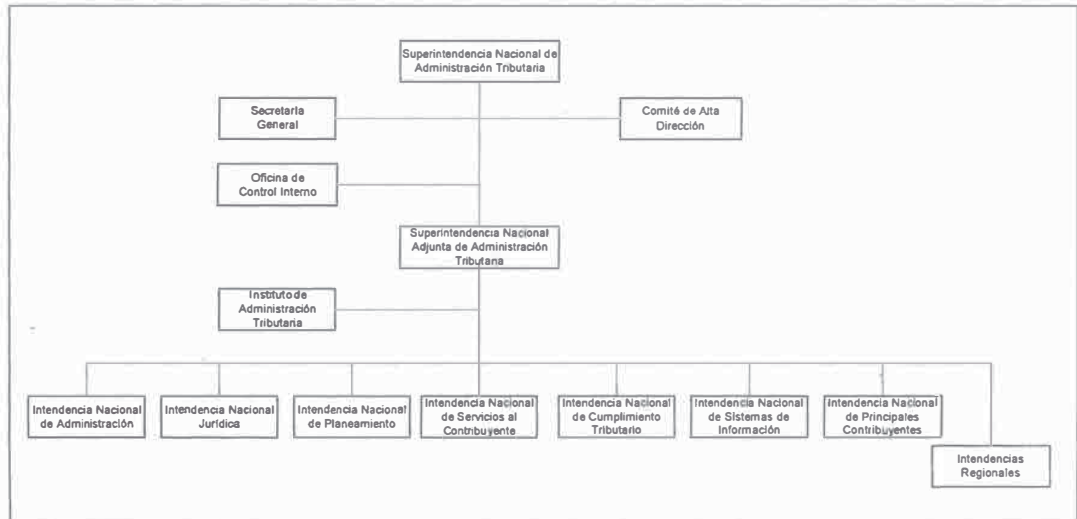 Superintendencia Nacional de
Administración Tributaria
Secretaría
General
Comité de Alta
Dirección
Oficina de
Control Interno
Superintendencia Nacional
Adjunta de Administración
Tributaria
Instituto de
Administración
Tributaria
Intendencia Nacional
de Administración
Intendencia Nacional
Jurídica
Intendencia Nacional
de Planeamiento
Intendencia Nacional
de Servicios al
Contribuyente
Intendencia Nacional
de Cumplimiento
Tributario
Intendencia Nacional
de Sistemas de
Información
Intendencia Nacional
de Principales
Contribuyentes
Intendencias
Regionales